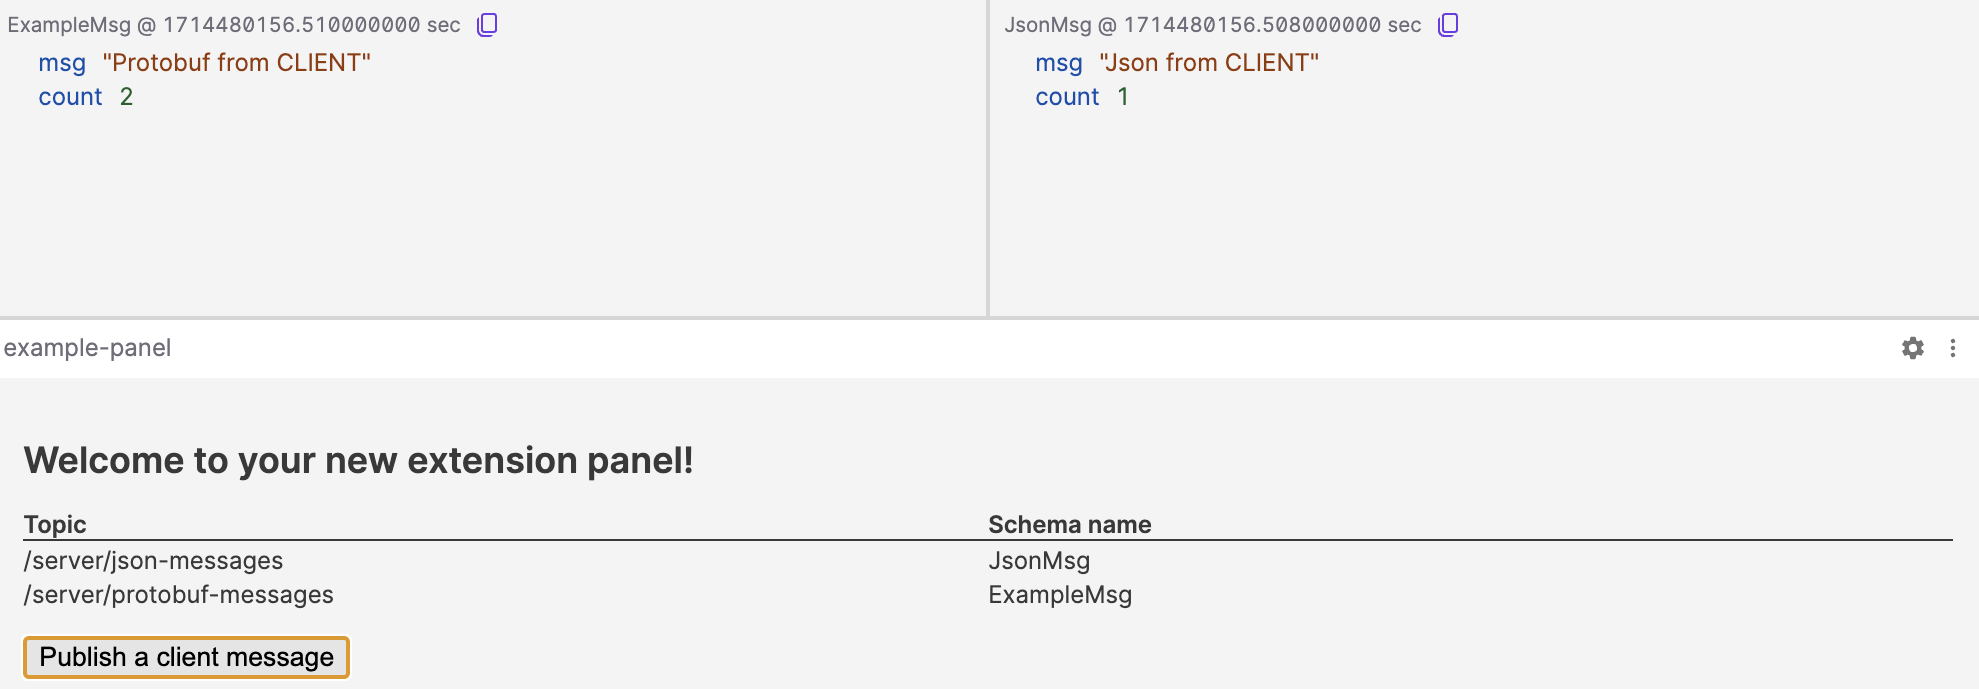 ExampleMsg @ 1714480156.510000000 sec
msg "Protobuf from CLIENT"
count 2
JsonMsg @ 1714480156.508000000 sec
msg "Json from CLIENT"
count 1
example-panel
Welcome to your new extension panel!
Topic Schema name
/server/json-messages JsonMsg
/server/protobuf-messages ExampleMsg
Publish a client message